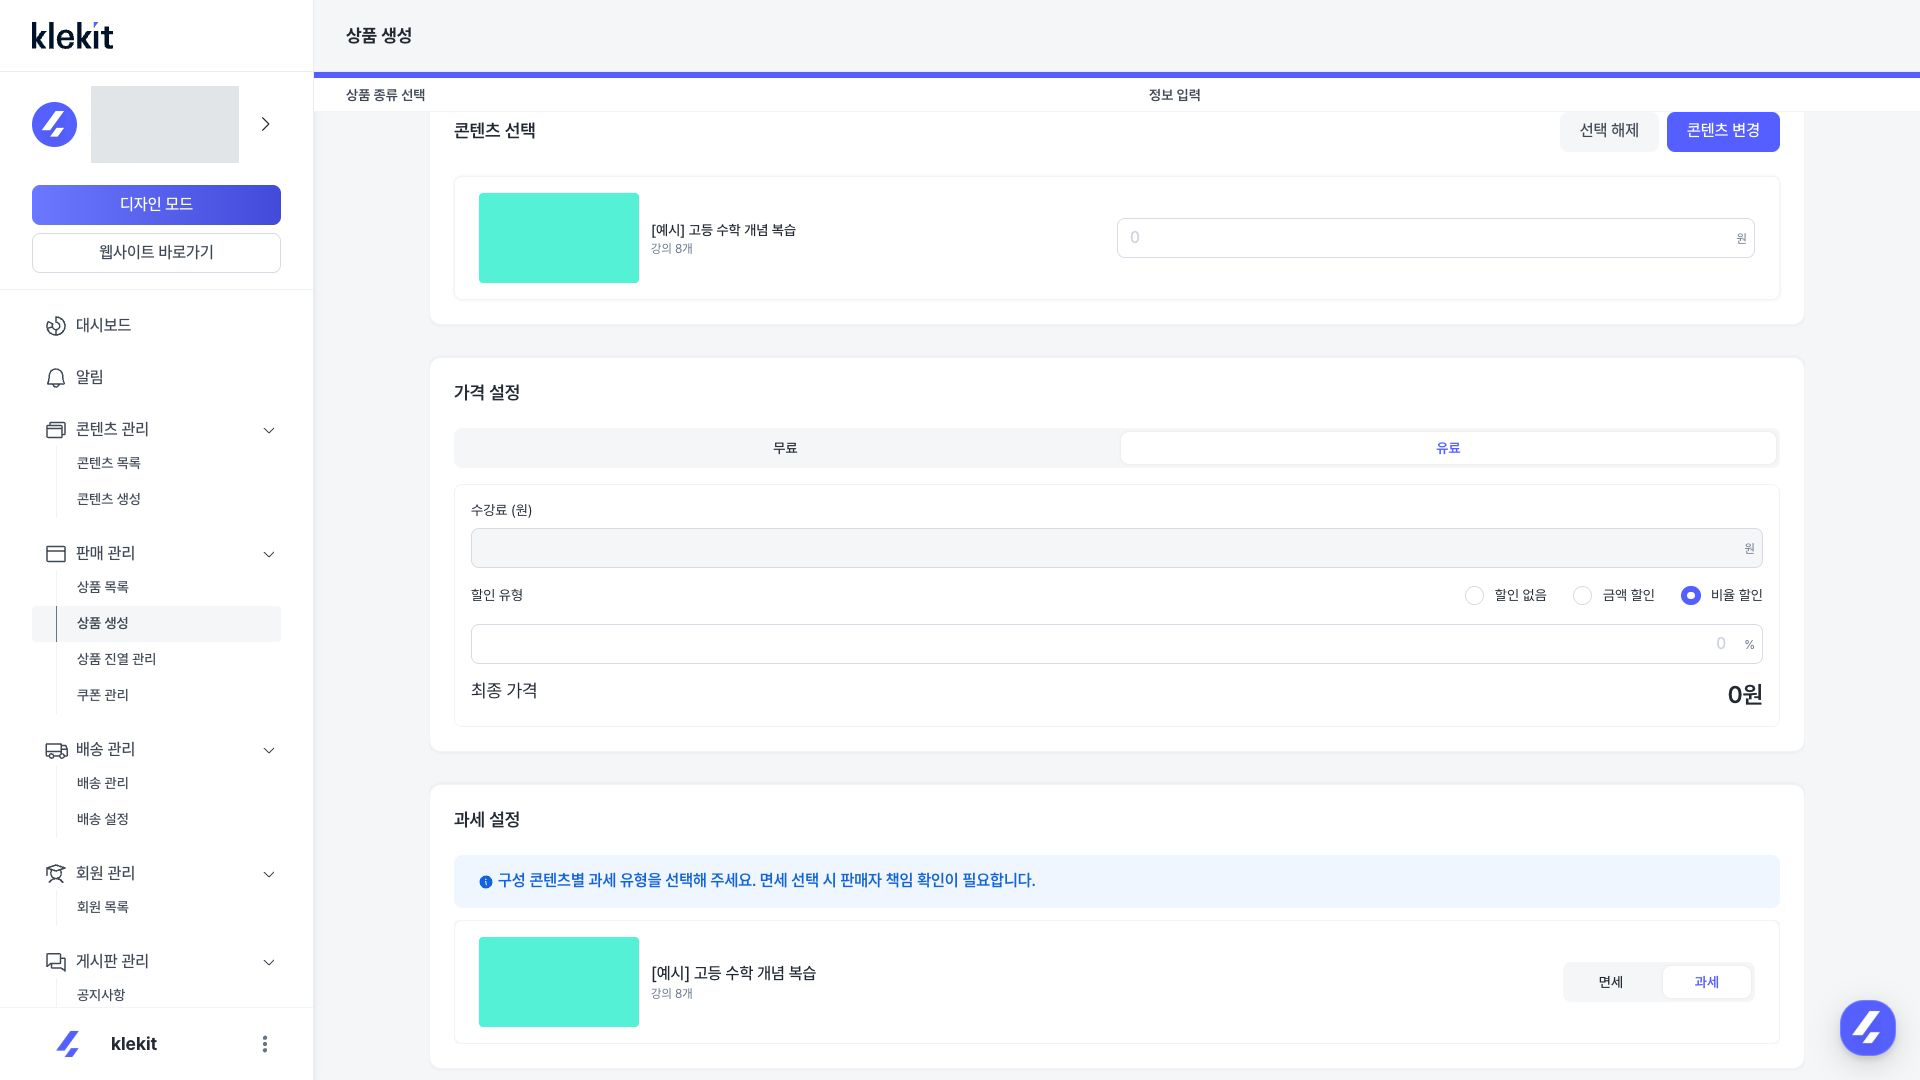 klekit
디자인 모드
웹사이트 바로가기
대시보드
알림
콘텐츠 관리
콘텐츠 목록
콘텐츠 생성
판매 관리
상품 목록
상품 생성
상품 진열 관리
쿠폰 관리
배송 관리
배송 관리
배송 설정
회원 관리
회원 목록
게시판 관리
공지사항
klekit
상품 생성
상품 종류 선택
정보 입력
콘텐츠 선택
선택 해제
콘텐츠 변경
[예시] 고등 수학 개념 복습
강의 8개
0
원
가격 설정
무료
유료
수강료 (원)
원
할인 유형
할인 없음
금액 할인
비율 할인
0
%
최종 가격
0원
과세 설정
구성 콘텐츠별 과세 유형을 선택해 주세요. 면세 선택 시 판매자 책임 확인이 필요합니다.
[예시] 고등 수학 개념 복습
강의 8개
면세
과세